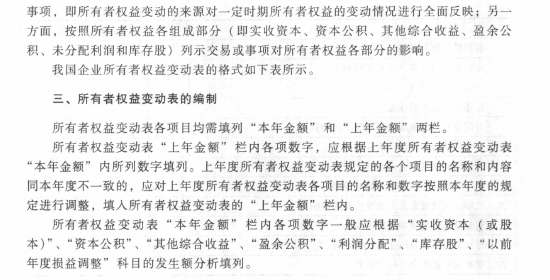 事项，即所有者权益变动的来源对一定时期所有者权益的变动情况进行全面反映；另一
方面，按照所有者权益各组成部分（即实收资本、资本公积、其他综合收益、盈余公
积、未分配利润和库存股）列示交易或事项对所有者权益各部分的影响。
我国企业所有者权益变动表的格式如下表所示。
三、所有者权益变动表的编制
所有者权益变动表各项目均需填列“本年金额”和“上年金额”两栏。
所有者权益变动表“上年金额”栏内各项数字，应根据上年度所有者权益变动表
“本年金额”内所列数字填列。上年度所有者权益变动表规定的各个项目的名称和内容
同本年度不一致的，应对上年度所有者权益变动表各项目的名称和数字按照本年度的规
定进行调整，填入所有者权益变动表的“上年金额”栏内。
所有者权益变动表“本年金额”栏内各项数字一般应根据“实收资本（或股
本）”、“资本公积”、“其他综合收益”、“盈余公积”、“利润分配”、“库存股”、“以前
年度损益调整”科目的发生额分析填列。